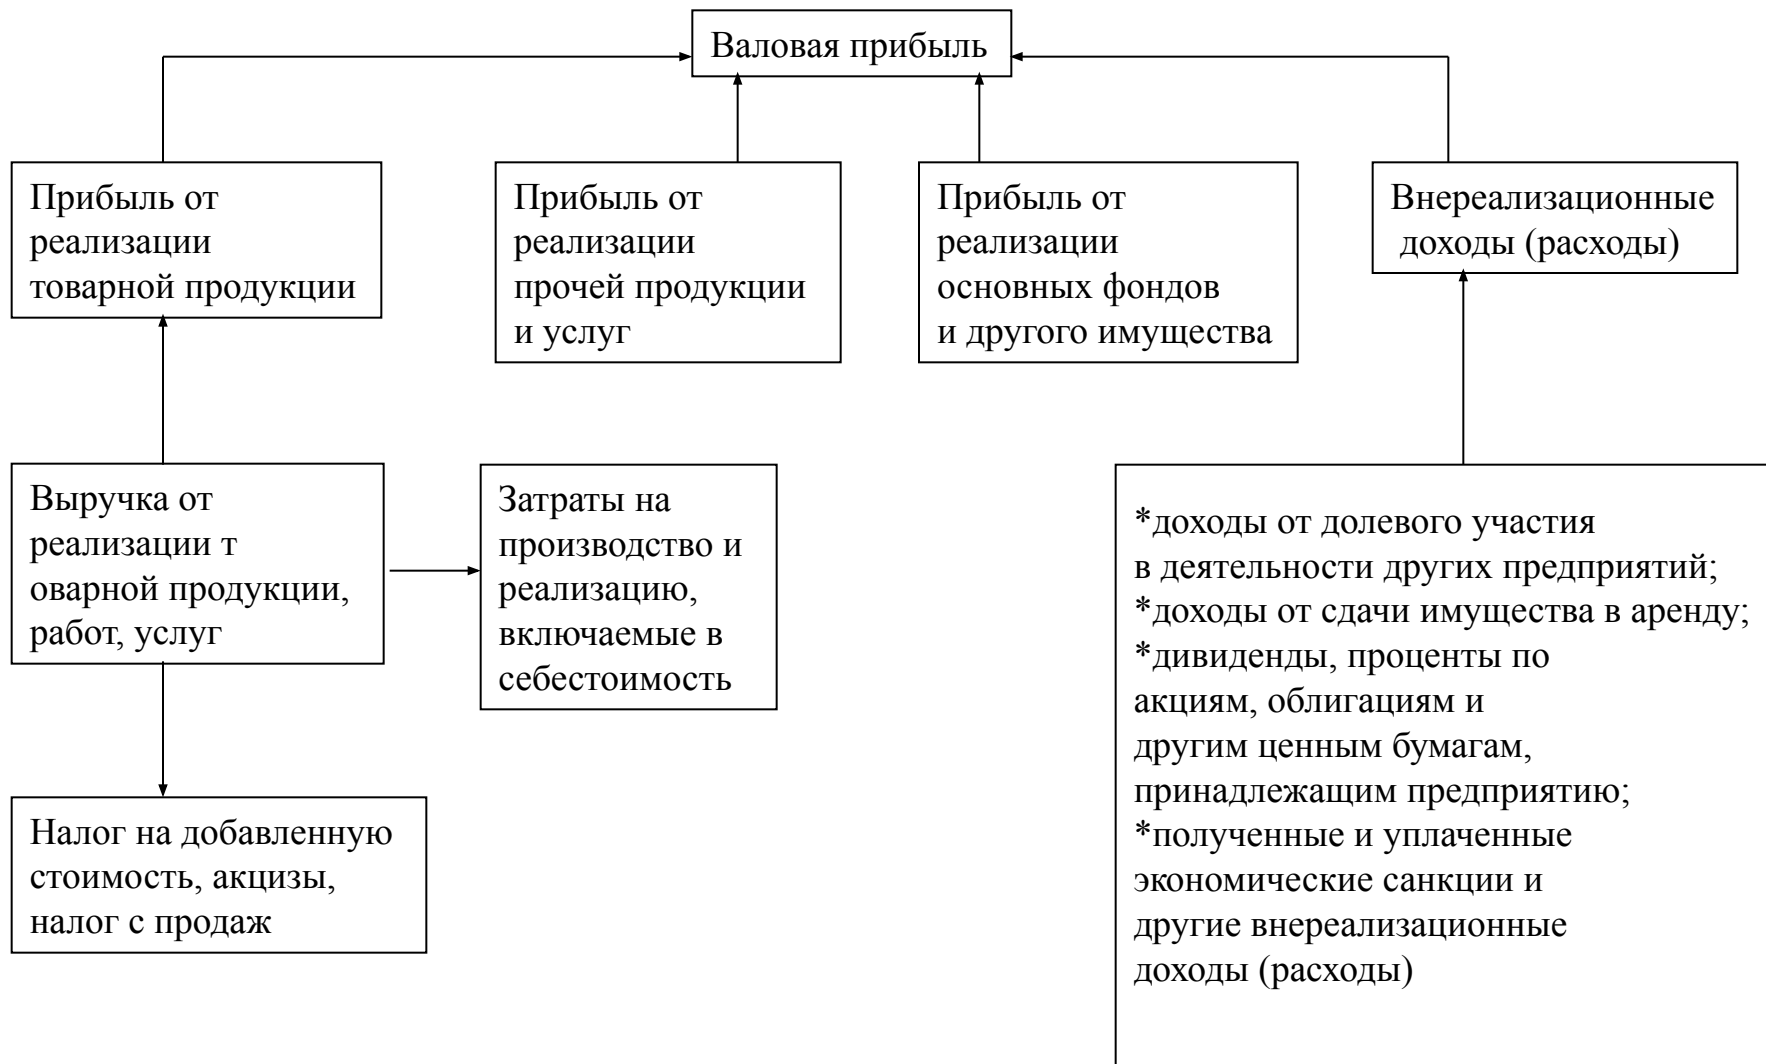 Валовая прибыль
Прибыль от
реализации
товарной продукции
Прибыль от
реализации
прочей продукции
и услуг
Прибыль от
реализации
основных фондов
и другого имущества
Внереализационные
доходы (расходы)
Выручка от
реализации т
оварной продукции,
работ, услуг
Затраты на
производство и
реализацию,
включаемые в
себестоимость
*доходы от долевого участия
в деятельности других предприятий;
*доходы от сдачи имущества в аренду;
*дивиденды, проценты по
акциям, облигациям и
другим ценным бумагам,
принадлежащим предприятию;
*полученные и уплаченные
экономические санкции и
другие внереализационные
доходы (расходы)
Налог на добавленную
стоимость, акцизы,
налог с продаж